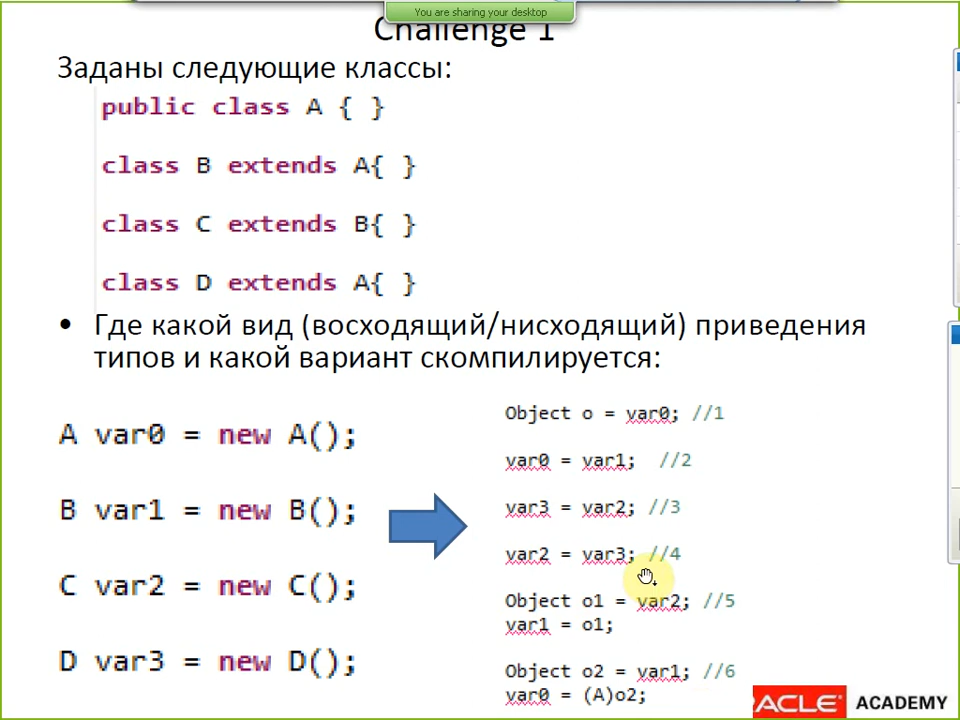 You are sharing your desktop
Challenge 1
Заданы следующие классы:
public class A { }
class B extends A{ }
class C extends B{ }
class D extends A{ }
• Где какой вид (восходящий/нисходящий) приведения
типов и какой вариант скомпилируется:
A var0 = new A();
B var1 = new B();
C var2 = new C();
D var3 = new D();
Object o = var0; //1
var0 = var1; //2
var3 = var2; //3
var2 = var3; //4
Object o1 = var2; //5
var1 = o1;
Object o2 = var1; //6
var0 = (A)o2;
ORACLE ACADEMY